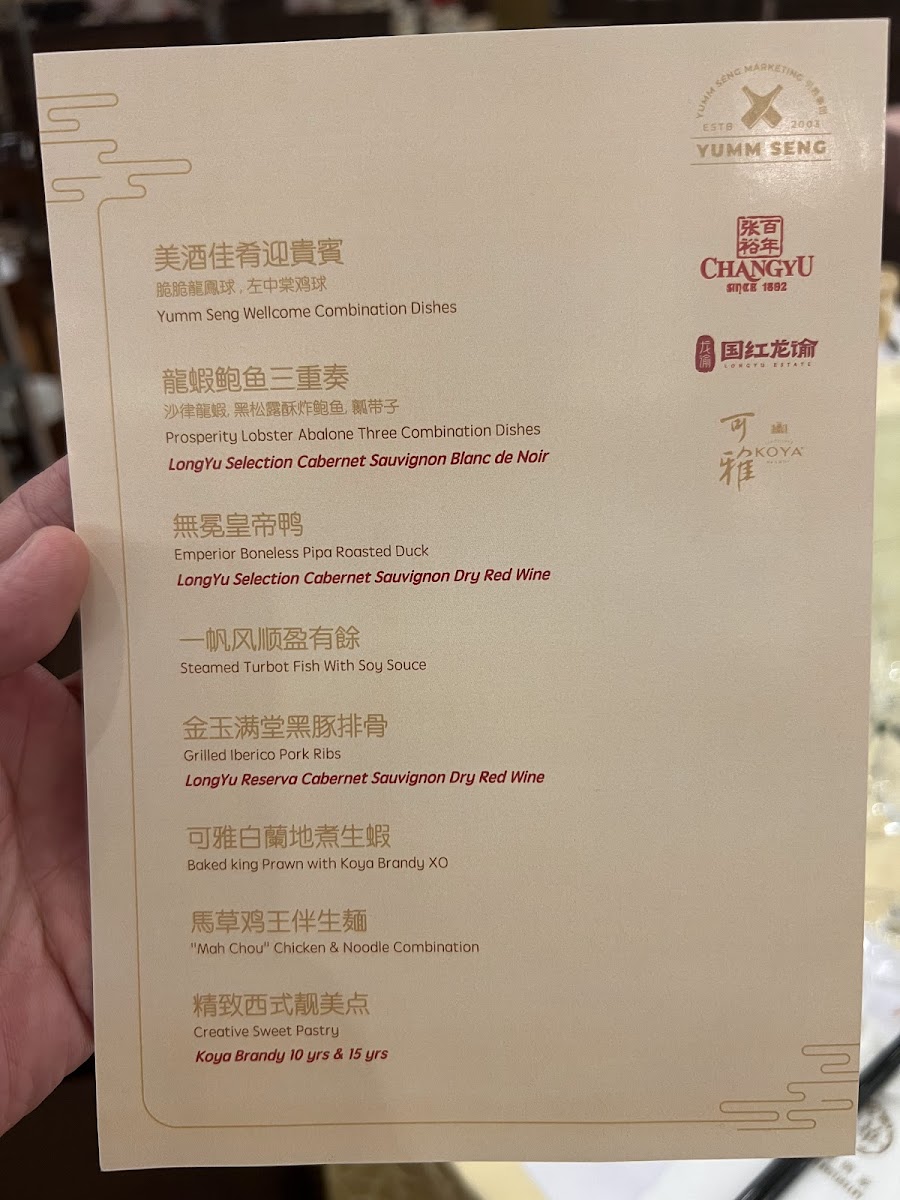 YUMM SENG MARKETING
ESTB 2003
YUMM SENG
张百
裕年
CHANGYU
SINCE 1892
龙谕
国红龙谕
LONGYU ESTATE
可雅
KOYA
美酒佳肴迎貴賓
脆脆龍鳳球 , 左中棠鸡球
Yumm Seng Wellcome Combination Dishes
龍蝦鲍鱼三重奏
沙律龍蝦, 黑松露酥炸鲍鱼, 瓤带子
Prosperity Lobster Abalone Three Combination Dishes
LongYu Selection Cabernet Sauvignon Blanc de Noir
無冕皇帝鸭
Emperior Boneless Pipa Roasted Duck
LongYu Selection Cabernet Sauvignon Dry Red Wine
一帆风顺盈有餘
Steamed Turbot Fish With Soy Souce
金玉满堂黑豚排骨
Grilled Iberico Pork Ribs
LongYu Reserva Cabernet Sauvignon Dry Red Wine
可雅白蘭地煮生蝦
Baked king Prawn with Koya Brandy XO
馬草鸡王伴生麺
"Mah Chou" Chicken & Noodle Combination
精致西式靓美点
Creative Sweet Pastry
Koya Brandy 10 yrs & 15 yrs